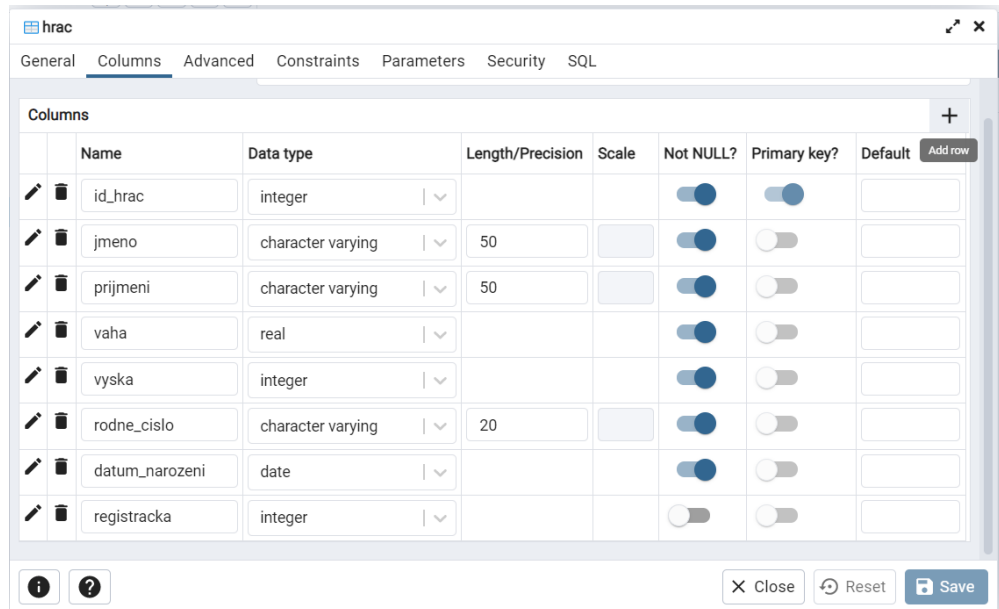 hrac
General Columns Advanced Constraints Parameters Security SQL
Columns
Name Data type Length/Precision Scale Not NULL? Primary key? Default
Add row
id_hrac integer
jmeno character varying 50
prijmeni character varying 50
vaha real
vyska integer
rodne_cislo character varying 20
datum_narozeni date
registracka integer
Close Reset Save